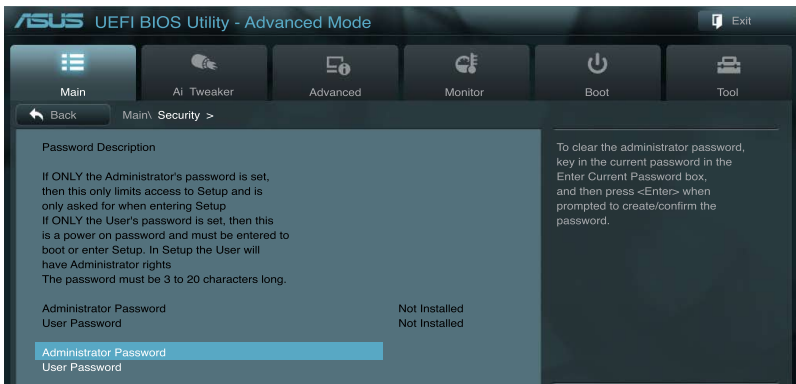 ASUS UEFI BIOS Utility - Advanced Mode
Exit
Main
Ai Tweaker
Advanced
Monitor
Boot
Tool
Back
Main\ Security >
Password Description
If ONLY the Administrator's password is set,
then this only limits access to Setup and is
only asked for when entering Setup
If ONLY the User's password is set, then this
is a power on password and must be entered to
boot or enter Setup. In Setup the User will
have Administrator rights
The password must be 3 to 20 characters long.
Administrator Password Not Installed
User Password Not Installed
Administrator Password
User Password
To clear the administrator password,
key in the current password in the
Enter Current Password box,
and then press <Enter> when
prompted to create/confirm the
password.